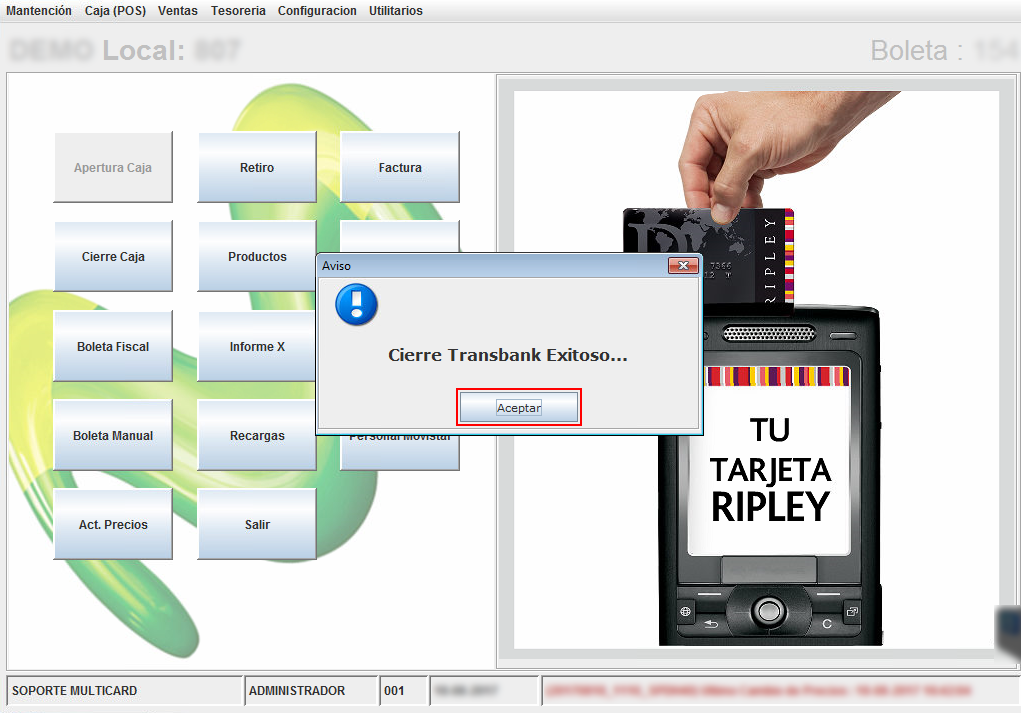 Mantención Caja (POS) Ventas Tesoreria Configuracion Utilitarios
DEMO Local: 807
Boleta : 154
Apertura Caja
Retiro
Factura
Cierre Caja
Productos
Boleta Fiscal
Informe X
Boleta Manual
Recargas
Personal Movistar
Act. Precios
Salir
Aviso
Cierre Transbank Exitoso...
Aceptar
RIPLEY
TU
TARJETA
RIPLEY
C
SOPORTE MULTICARD
ADMINISTRADOR
001